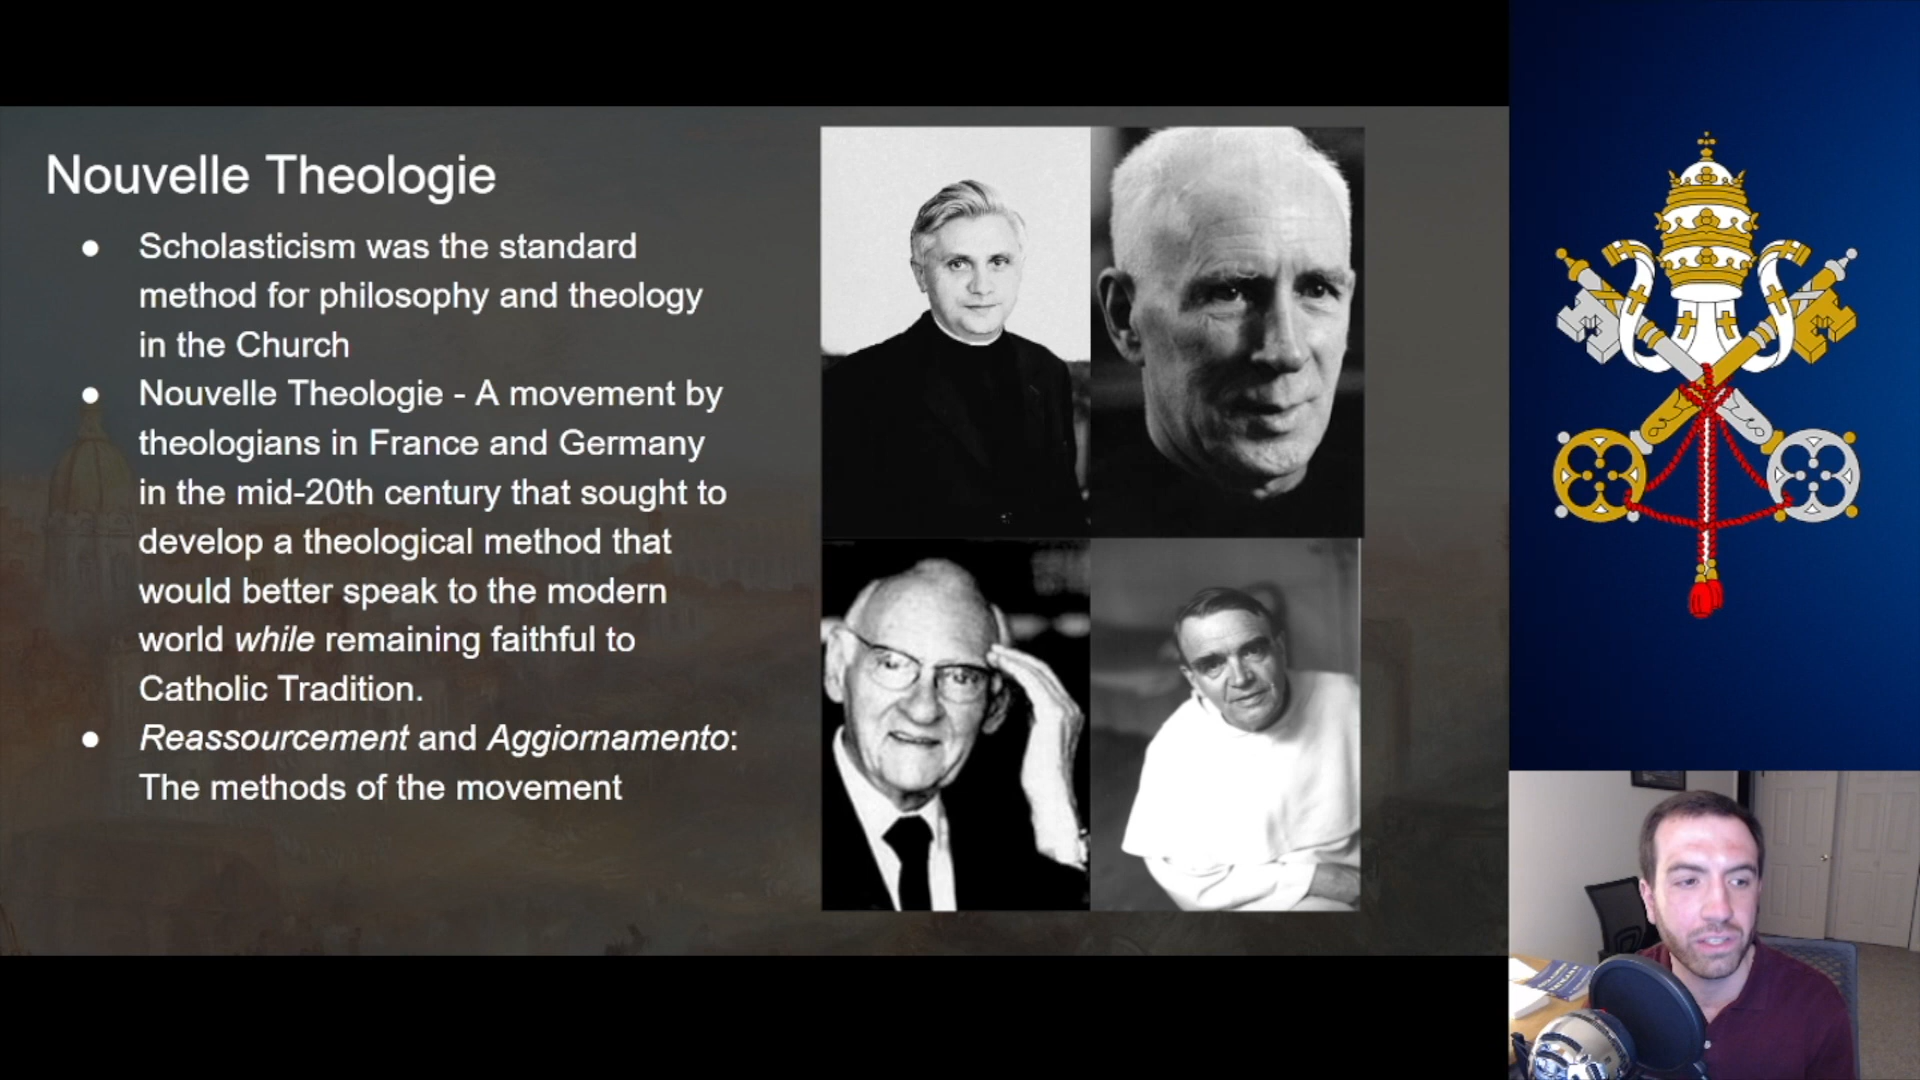 Nouvelle Theologie
● Scholasticism was the standard
method for philosophy and theology
in the Church
● Nouvelle Theologie - A movement by
theologians in France and Germany
in the mid-20th century that sought to
develop a theological method that
would better speak to the modern
world while remaining faithful to
Catholic Tradition.
● Reassourcement and Aggiornamento:
The methods of the movement